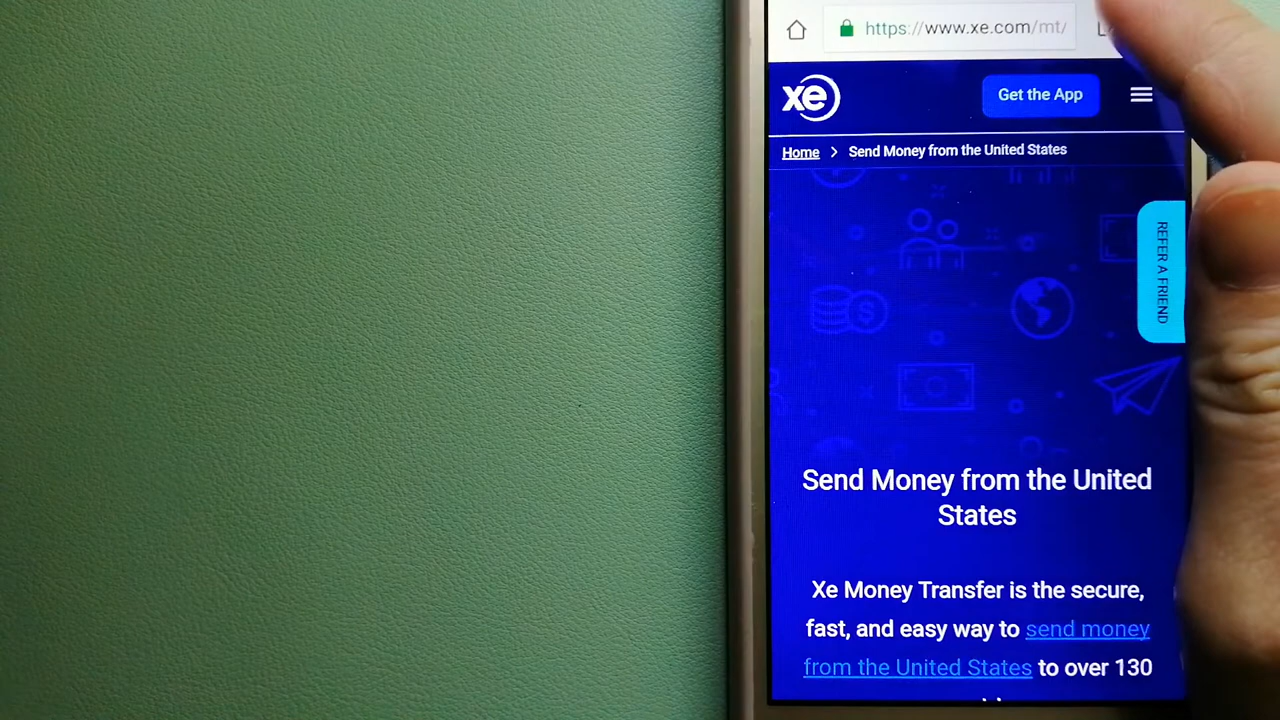 https://www.xe.com/mt/
xe
Get the App
Home > Send Money from the United States
REFER A FRIEND
Send Money from the United
States
Xe Money Transfer is the secure,
fast, and easy way to send money
from the United States to over 130